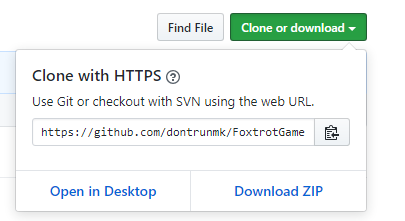 Find File
Clone or download
Clone with HTTPS ?
Use Git or checkout with SVN using the web URL.
https://github.com/dontrunmk/FoxtrotGame
Open in Desktop
Download ZIP